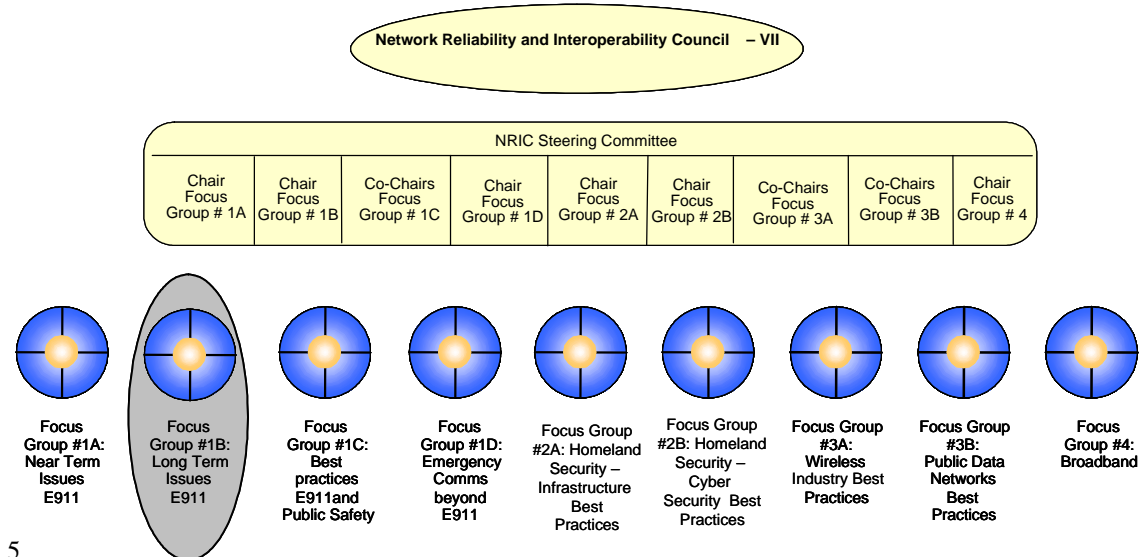 Network Reliability and Interoperability Council – VII
NRIC Steering Committee
Chair
Focus
Group # 1A
Chair
Focus
Group # 1B
Co-Chairs
Focus
Group # 1C
Chair
Focus
Group # 1D
Chair
Focus
Group # 2A
Chair
Focus
Group # 2B
Co-Chairs
Focus
Group # 3A
Co-Chairs
Focus
Group # 3B
Chair
Focus
Group # 4
Focus
Group #1A:
Near Term
Issues
E911
Focus
Group #1B:
Long Term
Issues
E911
Focus
Group #1C:
Best
practices
E911and
Public Safety
Focus
Group #1D:
Emergency
Comms
beyond
E911
Focus Group
#2A: Homeland
Security –
Infrastructure
Best
Practices
Focus Group
#2B: Homeland
Security –
Cyber
Security Best
Practices
Focus Group
#3A:
Wireless
Industry Best
Practices
Focus Group
#3B:
Public Data
Networks
Best
Practices
Focus
Group #4:
Broadband
5